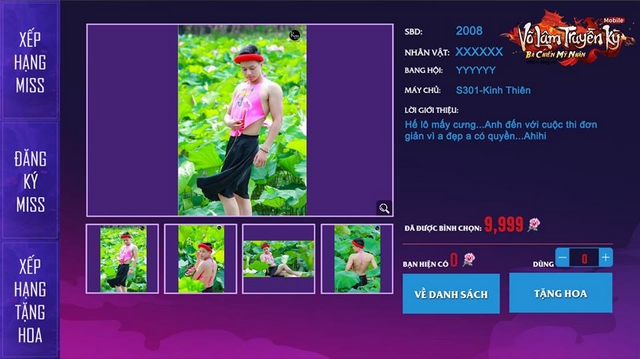 XẾP
HẠNG
MISS
ĐĂNG
KÝ
MISS
XẾP
HẠNG
TẶNG
HOA
SBD: 2008
NHÂN VẬT: XXXXXX
BANG HỘI: YYYYYY
MÁY CHỦ: S301-Kinh Thiên
LỜI GIỚI THIỆU:
Hế lô mấy cưng...Anh đến với cuộc thi đơn
giản vì a đẹp a có quyền...Ahihi
Mobile
Võ Lâm Truyền Kỳ
Bá Chiến Mỹ Nhân
ĐÃ ĐƯỢC BÌNH CHỌN: 9,999
BẠN HIỆN CÓ 0
DÙNG - 0 +
VỀ DANH SÁCH
TẶNG HOA